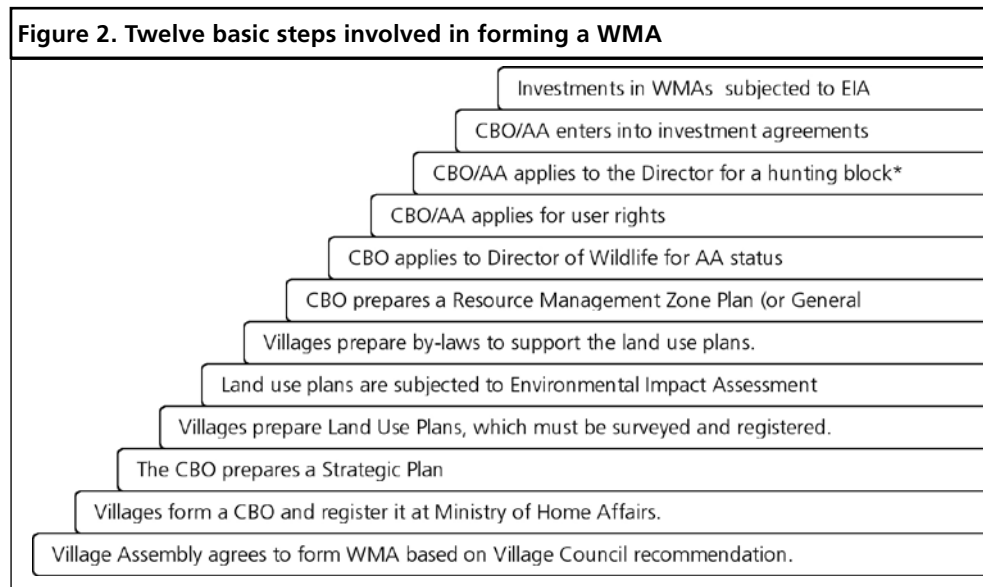 Figure 2. Twelve basic steps involved in forming a WMA
Investments in WMAs subjected to EIA
CBO/AA enters into investment agreements
CBO/AA applies to the Director for a hunting block*
CBO/AA applies for user rights
CBO applies to Director of Wildlife for AA status
CBO prepares a Resource Management Zone Plan (or General
Villages prepare by-laws to support the land use plans.
Land use plans are subjected to Environmental Impact Assessment
Villages prepare Land Use Plans, which must be surveyed and registered.
The CBO prepares a Strategic Plan
Villages form a CBO and register it at Ministry of Home Affairs.
Village Assembly agrees to form WMA based on Village Council recommendation.